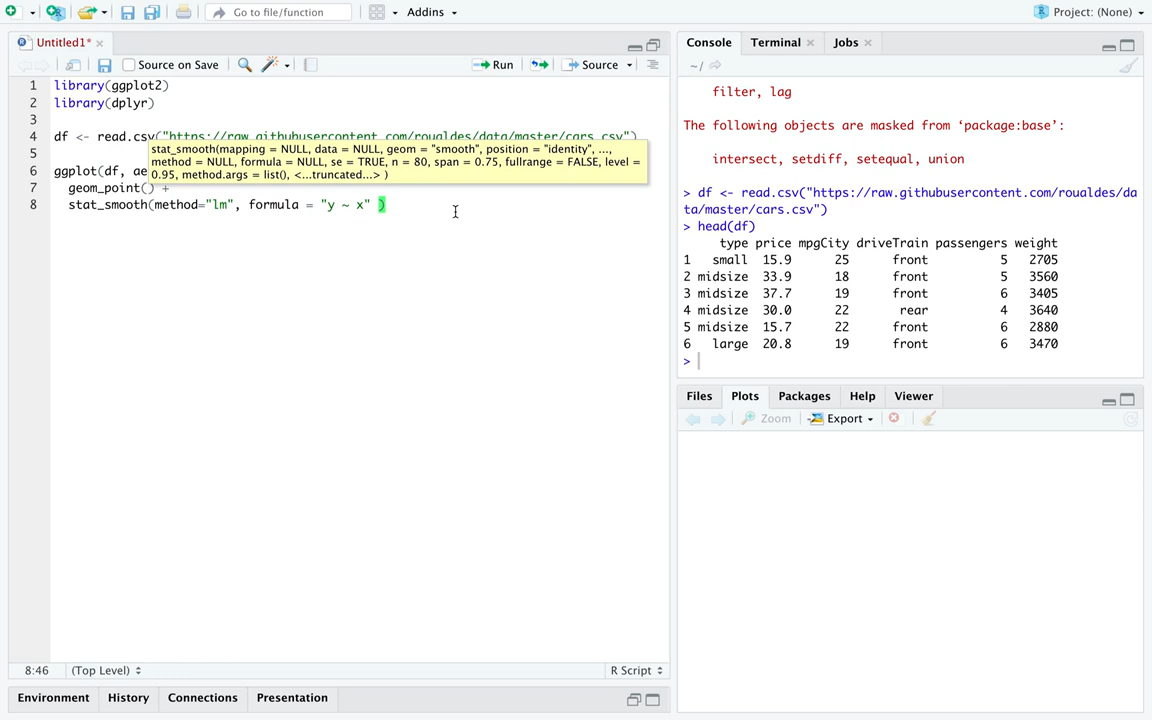 Go to file/function
Addins
Project: (None)
Untitled1*
Source on Save
Run
Source
1 library(ggplot2)
2 library(dplyr)
3
4 df <- read.csv("https://raw.githubusercontent.com/roualdes/data/master/cars.csv")
5
6 ggplot(df, ae
7 geom_point() +
8 stat_smooth(method="lm", formula = "y ~ x" )
stat_smooth(mapping = NULL, data = NULL, geom = "smooth", position = "identity", ...,
method = NULL, formula = NULL, se = TRUE, n = 80, span = 0.75, fullrange = FALSE, level =
0.95, method.args = list(), <...truncated...> )
8:46
(Top Level)
R Script
Environment
History
Connections
Presentation
Console
Terminal
Jobs
~/
filter, lag
The following objects are masked from ‘package:base’:
intersect, setdiff, setequal, union
> df <- read.csv("https://raw.githubusercontent.com/roualdes/da
ta/master/cars.csv")
> head(df)
type price mpgCity driveTrain passengers weight
1 small 15.9 25 front 5 2705
2 midsize 33.9 18 front 5 3560
3 midsize 37.7 19 front 6 3405
4 midsize 30.0 22 rear 4 3640
5 midsize 15.7 22 front 6 2880
6 large 20.8 19 front 6 3470
>
Files
Plots
Packages
Help
Viewer
Zoom
Export